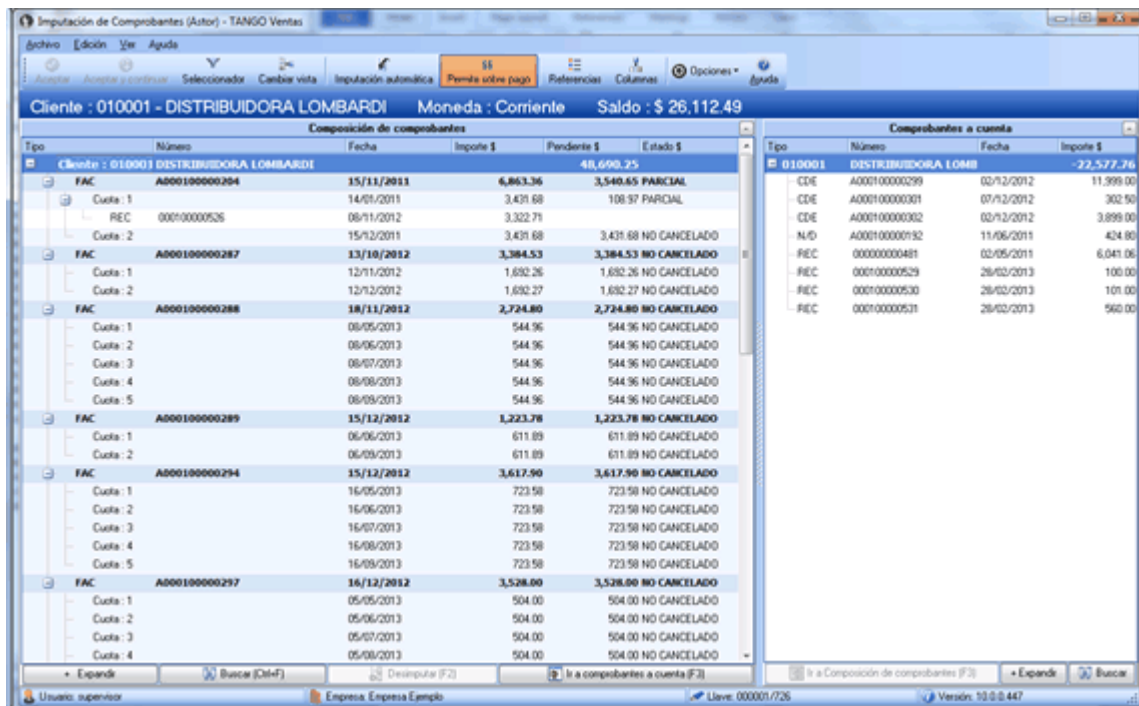 Imputación de Comprobantes (Astor) - TANGO Ventas
Archivo Edición Ver Ayuda
Aceptar Aceptar y continuar Seleccionador Cambiar vista Imputación automática Permite sobre pago Referencias Columnas Opciones Ayuda
Cliente : 010001 - DISTRIBUIDORA LOMBARDI Moneda : Corriente Saldo : $ 26,112.49
Composición de comprobantes
Tipo Número Fecha Importe $ Pendiente $ Estado $
Cliente : 010001 DISTRIBUIDORA LOMBARDI 48,690.25
FAC A000100000204 15/11/2011 6,863.36 3,540.65 PARCIAL
Cuota : 1 14/01/2011 3,431.68 108.97 PARCIAL
REC 000100000526 08/11/2012 3,322.71
Cuota : 2 15/12/2011 3,431.68 3,431.68 NO CANCELADO
FAC A000100000287 13/10/2012 3,384.53 3,384.53 NO CANCELADO
Cuota : 1 12/11/2012 1,692.26 1,692.26 NO CANCELADO
Cuota : 2 12/12/2012 1,692.27 1,692.27 NO CANCELADO
FAC A000100000288 18/11/2012 2,724.80 2,724.80 NO CANCELADO
Cuota : 1 08/05/2013 544.96 544.96 NO CANCELADO
Cuota : 2 08/06/2013 544.96 544.96 NO CANCELADO
Cuota : 3 08/07/2013 544.96 544.96 NO CANCELADO
Cuota : 4 08/08/2013 544.96 544.96 NO CANCELADO
Cuota : 5 08/09/2013 544.96 544.96 NO CANCELADO
FAC A000100000289 15/12/2012 1,223.78 1,223.78 NO CANCELADO
Cuota : 1 06/06/2013 611.89 611.89 NO CANCELADO
Cuota : 2 06/09/2013 611.89 611.89 NO CANCELADO
FAC A000100000294 15/12/2012 3,617.90 3,617.90 NO CANCELADO
Cuota : 1 16/05/2013 723.58 723.58 NO CANCELADO
Cuota : 2 16/06/2013 723.58 723.58 NO CANCELADO
Cuota : 3 16/07/2013 723.58 723.58 NO CANCELADO
Cuota : 4 16/08/2013 723.58 723.58 NO CANCELADO
Cuota : 5 16/09/2013 723.58 723.58 NO CANCELADO
FAC A000100000297 16/12/2012 3,528.00 3,528.00 NO CANCELADO
Cuota : 1 05/05/2013 504.00 504.00 NO CANCELADO
Cuota : 2 05/06/2013 504.00 504.00 NO CANCELADO
Cuota : 3 05/07/2013 504.00 504.00 NO CANCELADO
Cuota : 4 05/08/2013 504.00 504.00 NO CANCELADO
+ Expandir Buscar (Ctrl+F) Desimputar (F2) Ir a comprobantes a cuenta (F3)
Comprobantes a cuenta
Tipo Número Fecha Importe $
010001 DISTRIBUIDORA LOMB -22,577.76
CDE A000100000299 02/12/2012 11,999.00
CDE A000100000301 07/12/2012 302.50
CDE A000100000302 02/12/2012 3,899.00
N/D A000100000192 11/06/2011 424.80
REC 000000000481 02/05/2011 6,041.06
REC 000100000529 28/02/2013 100.00
REC 000100000530 28/02/2013 101.00
REC 000100000531 28/02/2013 560.00
Ir a Composición de comprobantes (F3) + Expandir Buscar
Usuario: supervisor Empresa: Empresa Ejemplo Llave: 000001/726 Versión: 10.0.0.447